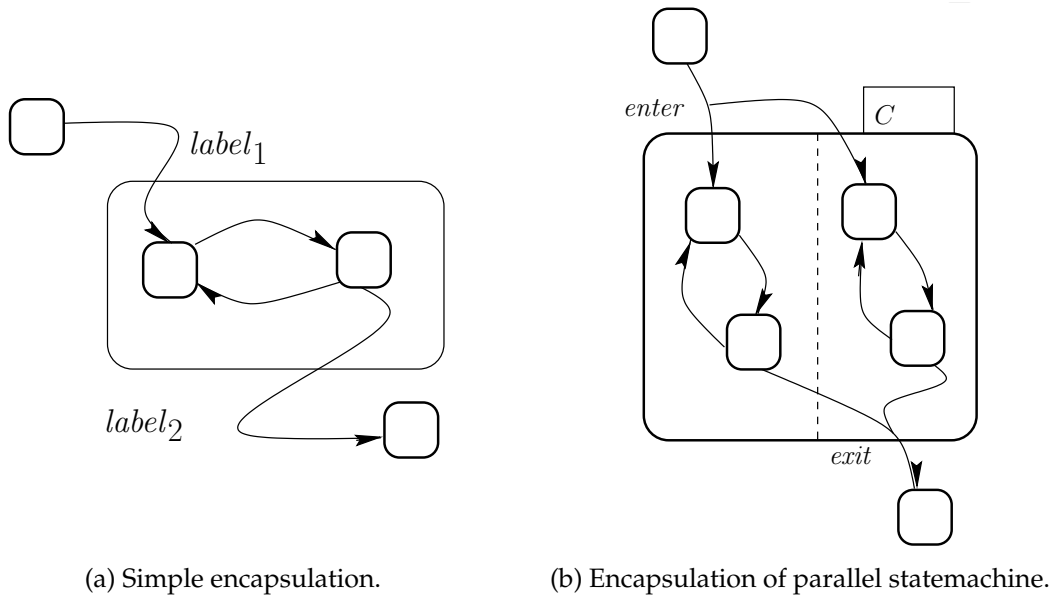 label₁
label₂
(a) Simple encapsulation.
enter
C
exit
(b) Encapsulation of parallel statemachine.